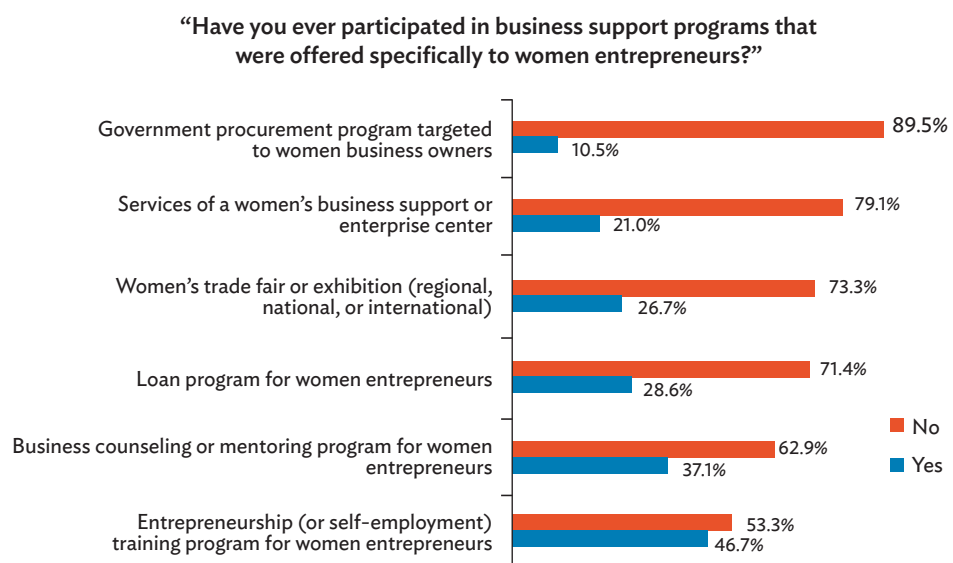 “Have you ever participated in business support programs that
were offered specifically to women entrepreneurs?”
Government procurement program targeted
to women business owners
89.5%
10.5%
Services of a women’s business support or
enterprise center
79.1%
21.0%
Women’s trade fair or exhibition (regional,
national, or international)
73.3%
26.7%
Loan program for women entrepreneurs
71.4%
28.6%
Business counseling or mentoring program for women
entrepreneurs
62.9%
37.1%
Entrepreneurship (or self-employment)
training program for women entrepreneurs
53.3%
46.7%
No
Yes